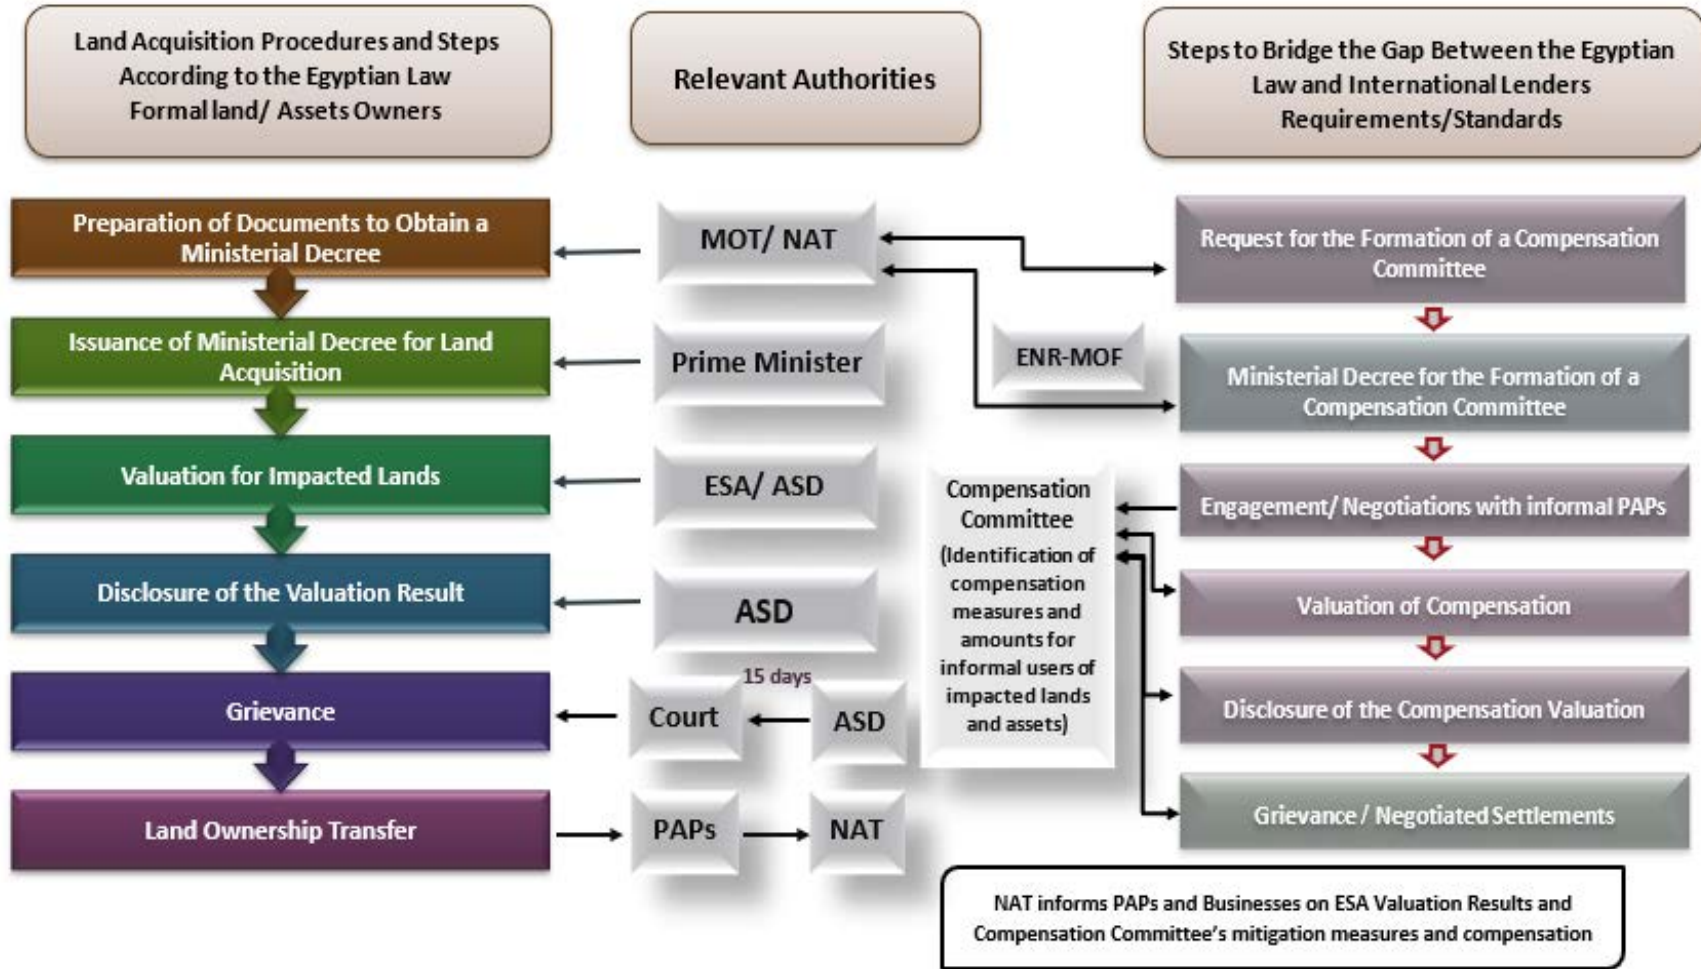 Land Acquisition Procedures and Steps
According to the Egyptian Law
Formal land/ Assets Owners
Relevant Authorities
Steps to Bridge the Gap Between the Egyptian
Law and International Lenders
Requirements/Standards
Preparation of Documents to Obtain a
Ministerial Decree
MOT/ NAT
Request for the Formation of a Compensation
Committee
Issuance of Ministerial Decree for Land
Acquisition
Prime Minister
ENR-MOF
Ministerial Decree for the Formation of a
Compensation Committee
Valuation for Impacted Lands
ESA/ ASD
Compensation
Committee
(Identification of
compensation
measures and
amounts for
informal users of
impacted lands
and assets)
Engagement/ Negotiations with informal PAPs
Disclosure of the Valuation Result
ASD
Valuation of Compensation
15 days
Grievance
Court
ASD
Disclosure of the Compensation Valuation
Land Ownership Transfer
PAPs
NAT
Grievance / Negotiated Settlements
NAT informs PAPs and Businesses on ESA Valuation Results and
Compensation Committee's mitigation measures and compensation